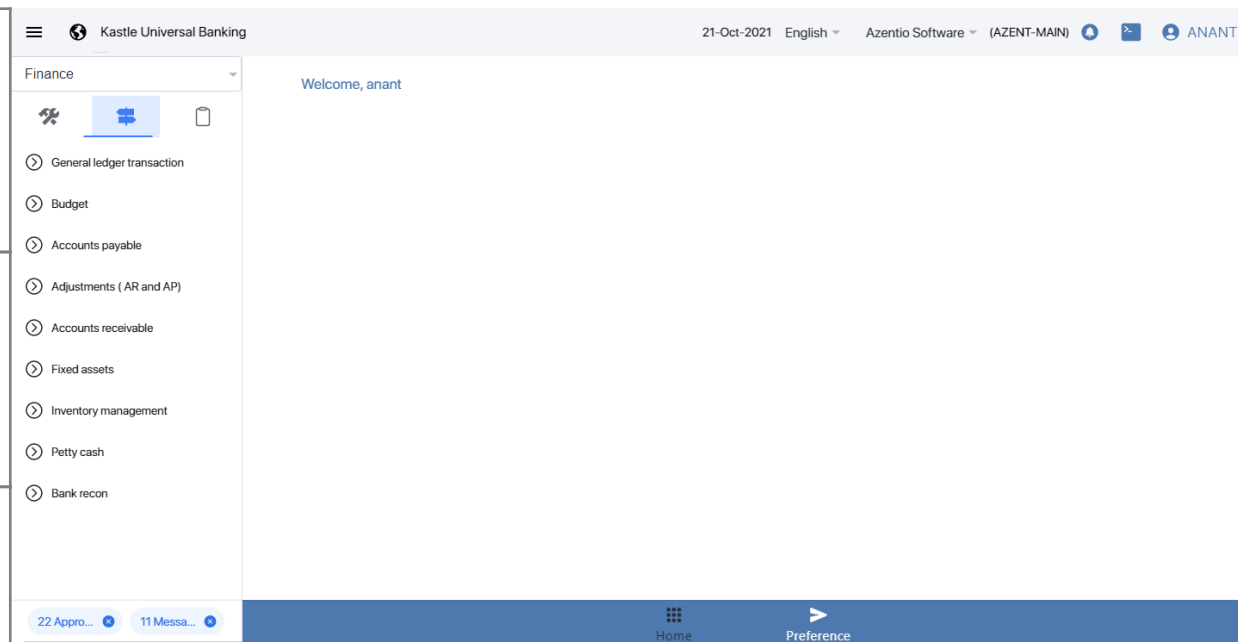 Kastle Universal Banking 21-Oct-2021 English Azentio Software (AZENT-MAIN) ANANT
Finance
Welcome, anant
General ledger transaction
Budget
Accounts payable
Adjustments ( AR and AP)
Accounts receivable
Fixed assets
Inventory management
Petty cash
Bank recon
22 Appro... 11 Messa...
Home Preference